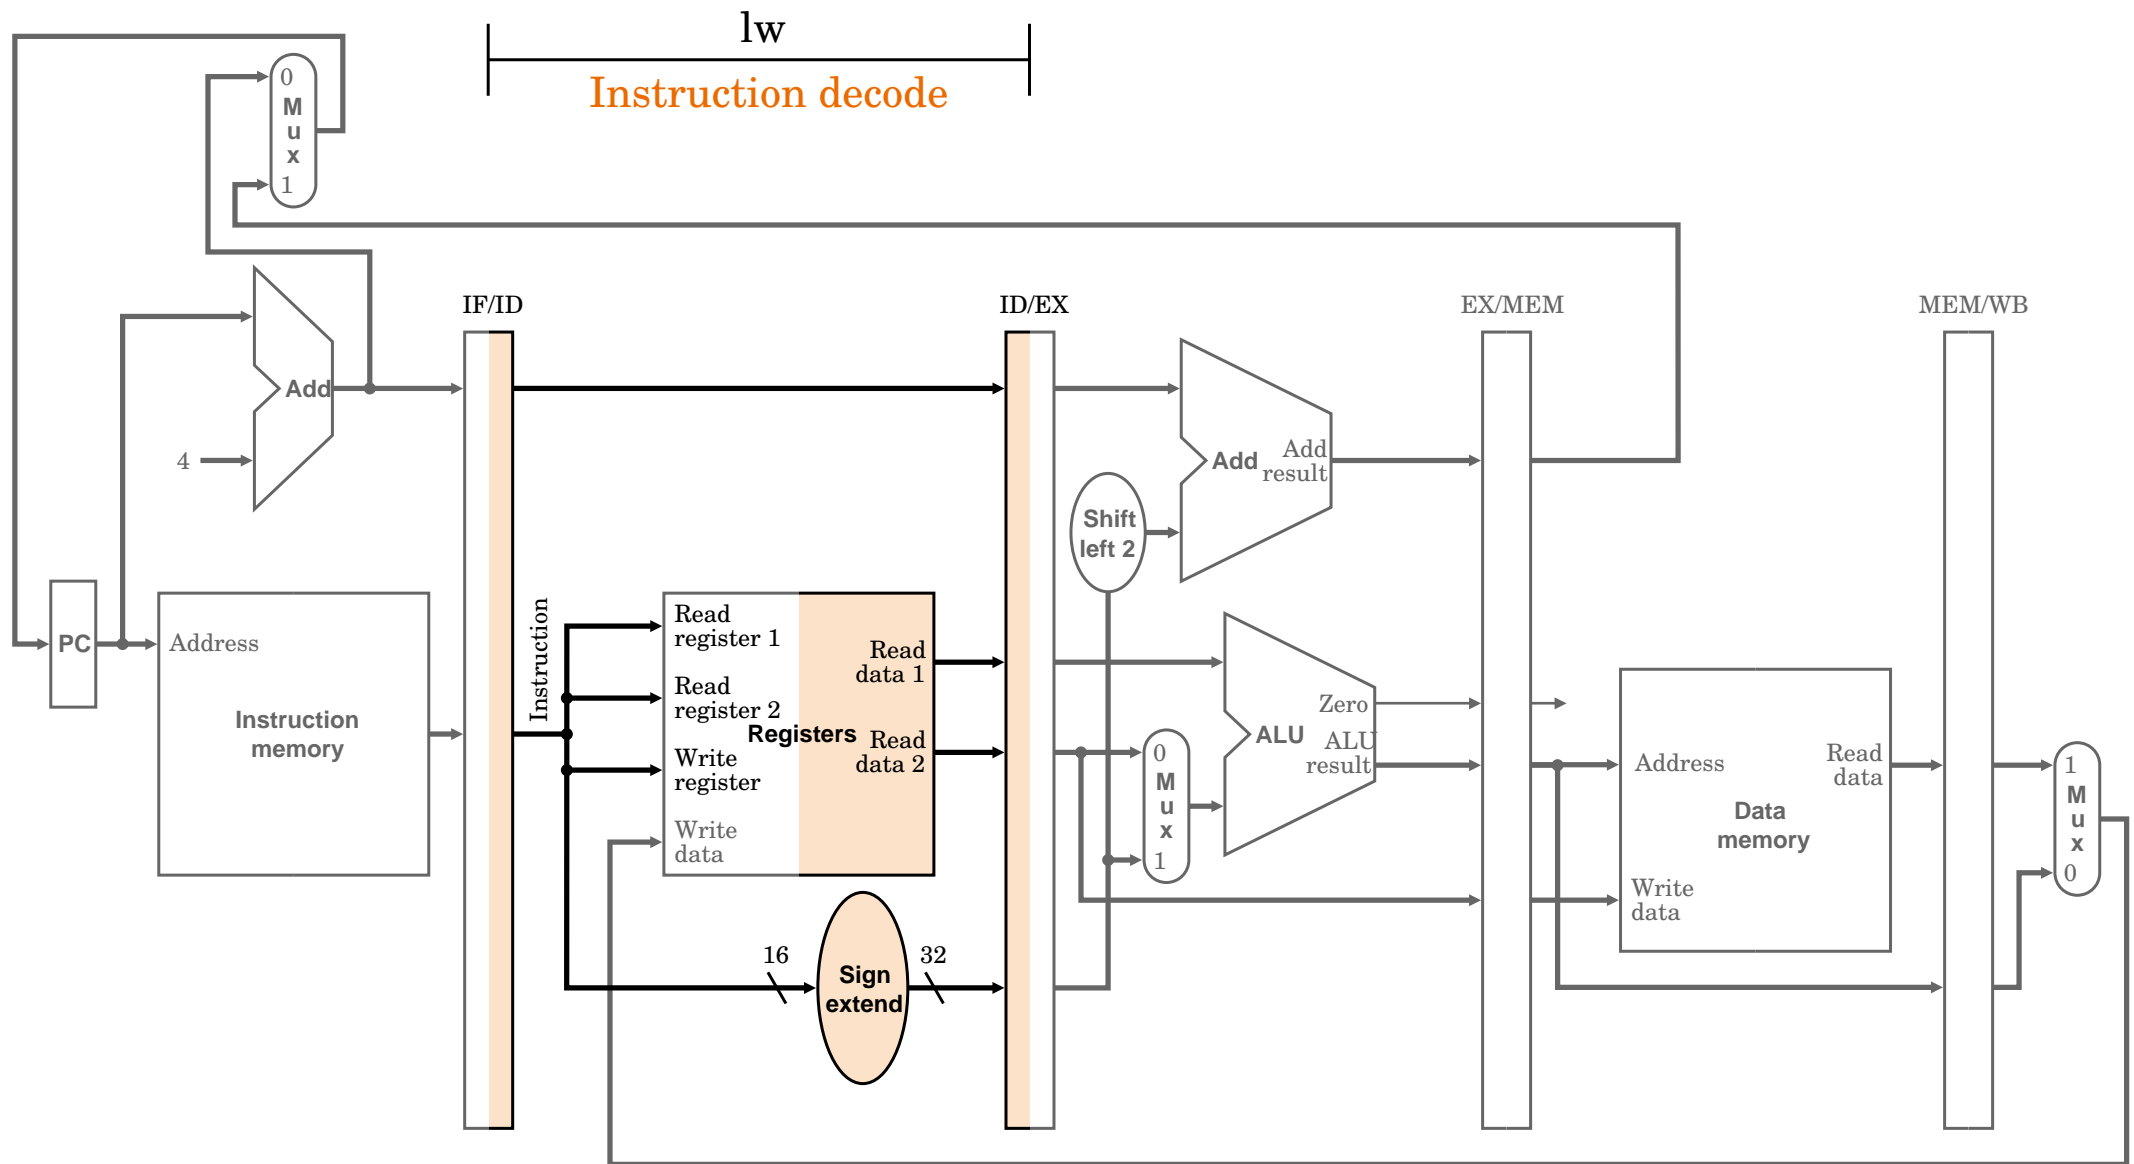 lw
Instruction decode
0
M
u
x
1
IF/ID
ID/EX
EX/MEM
MEM/WB
Add
4
Add
Add
result
Shift
left 2
PC
Address
Instruction
memory
Instruction
Read
register 1
Read
register 2
Write
register
Write
data
Registers
Read
data 1
Read
data 2
16
Sign
extend
32
0
M
u
x
1
Zero
ALU
ALU
result
Address
Read
data
Data
memory
Write
data
1
M
u
x
0